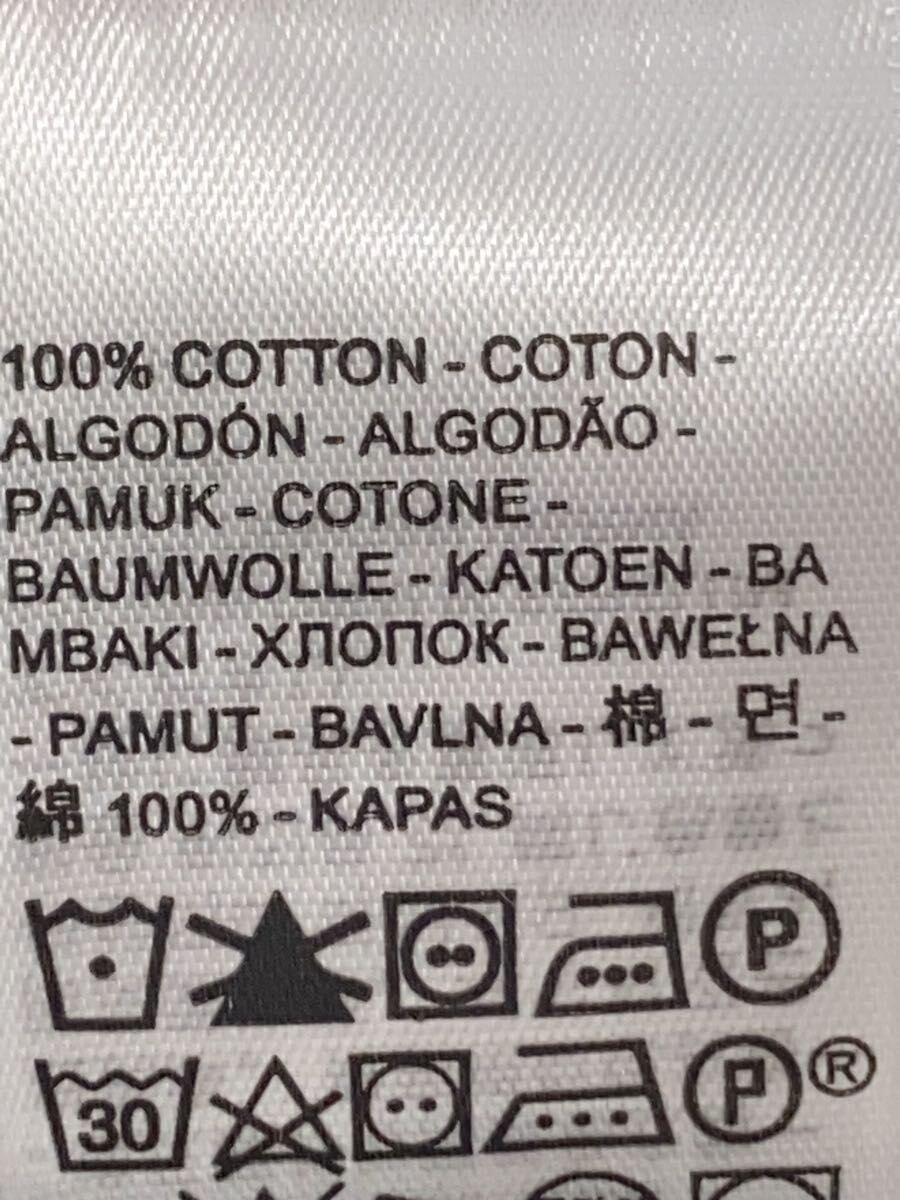 100% COTTON - COTON -
ALGODÓN - ALGODÃO -
PAMUK - COTONE -
BAUMWOLLE - KATOEN - BA
MBAKI - ХЛОПОК - BAWEŁNA
- PAMUT - BAVLNA - 棉 - 면 -
綿 100% - KAPAS
P
30 P ®